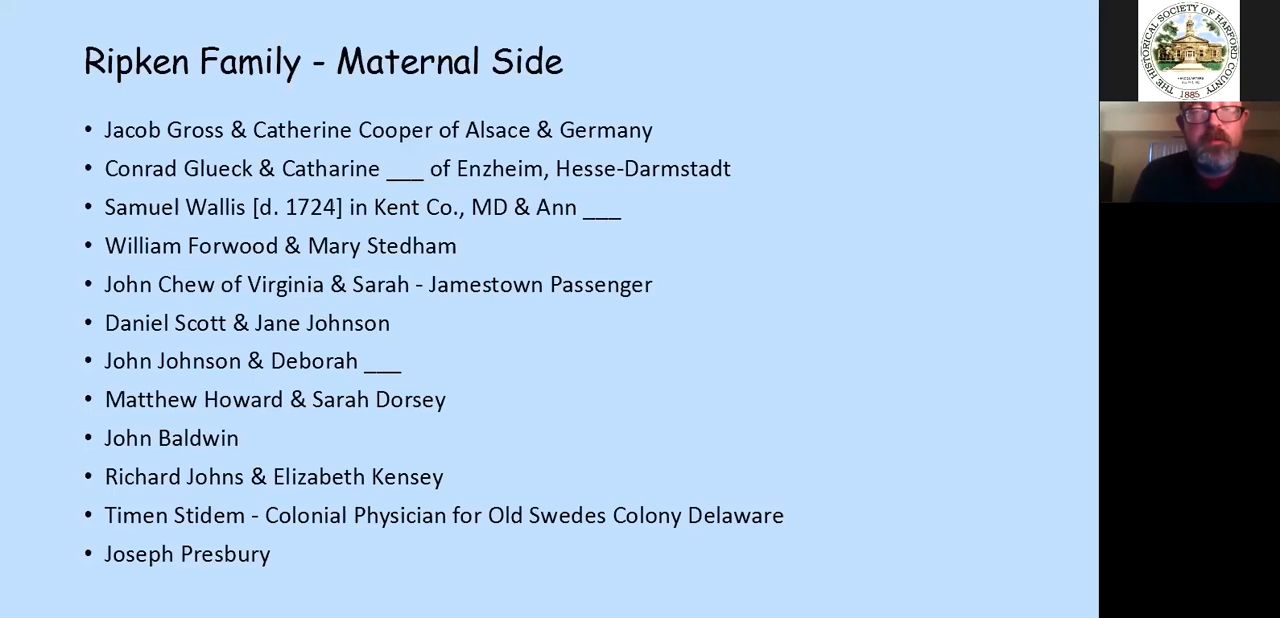 Ripken Family - Maternal Side
• Jacob Gross & Catherine Cooper of Alsace & Germany
• Conrad Glueck & Catharine ___ of Enzheim, Hesse-Darmstadt
• Samuel Wallis [d. 1724] in Kent Co., MD & Ann ___
• William Forwood & Mary Stedham
• John Chew of Virginia & Sarah - Jamestown Passenger
• Daniel Scott & Jane Johnson
• John Johnson & Deborah ___
• Matthew Howard & Sarah Dorsey
• John Baldwin
• Richard Johns & Elizabeth Kensey
• Timen Stidem - Colonial Physician for Old Swedes Colony Delaware
• Joseph Presbury
THE HISTORICAL SOCIETY OF HARFORD COUNTY
1885